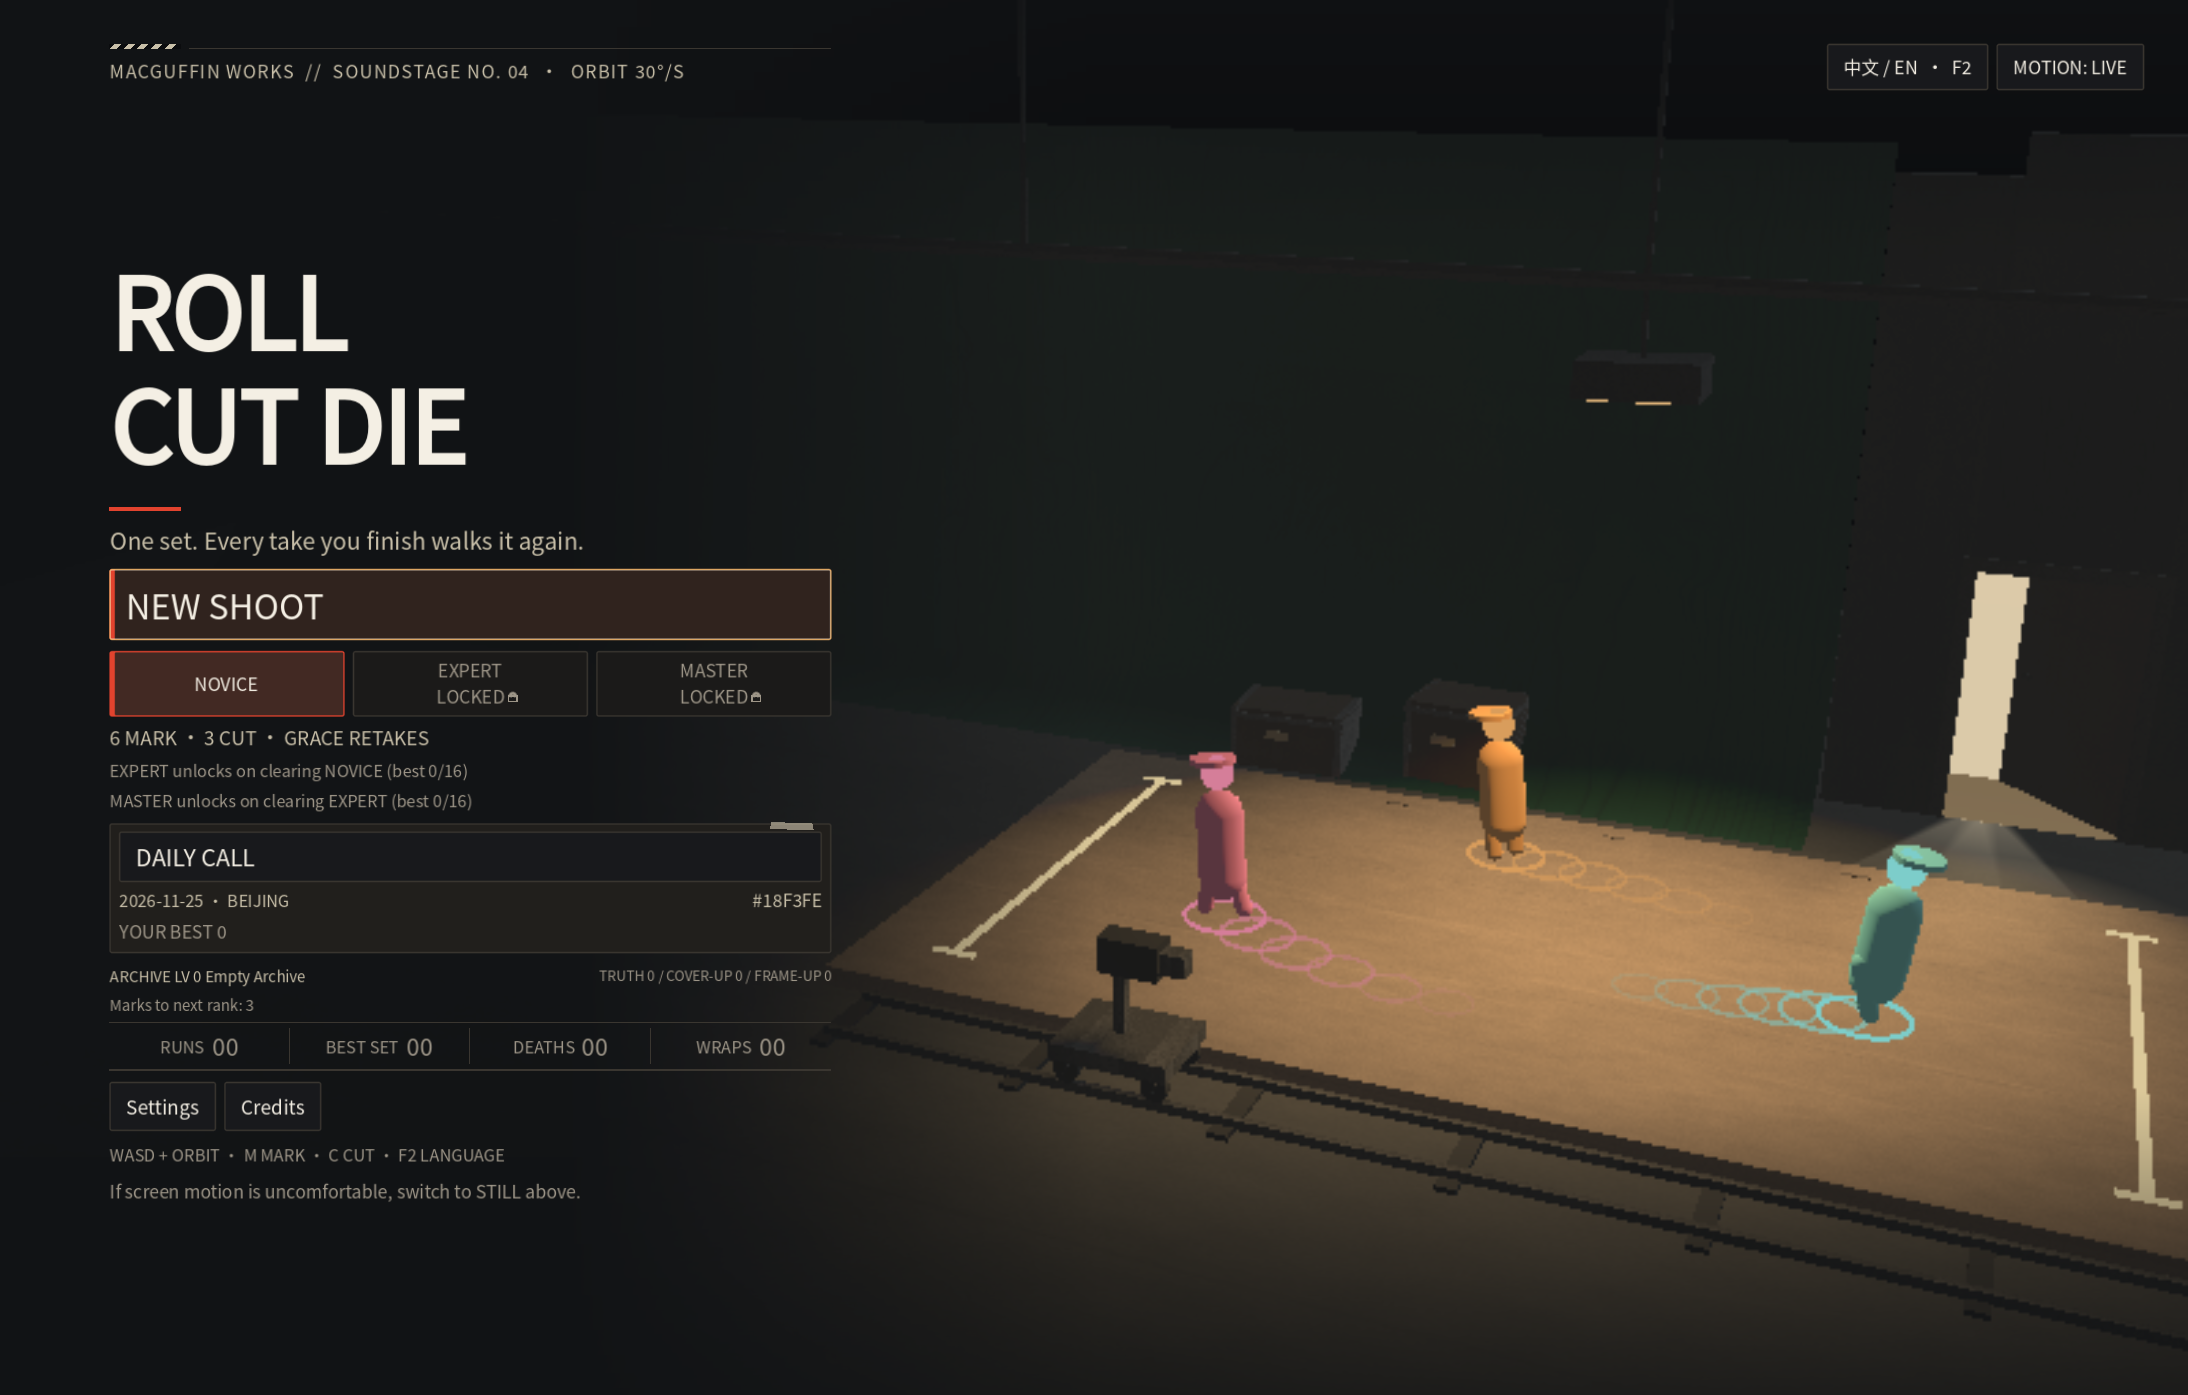 MACGUFFIN WORKS // SOUNDSTAGE NO. 04 • ORBIT 30°/S
中文 / EN • F2
MOTION: LIVE
ROLL
CUT DIE
One set. Every take you finish walks it again.
NEW SHOOT
NOVICE
EXPERT
LOCKED
MASTER
LOCKED
6 MARK • 3 CUT • GRACE RETAKES
EXPERT unlocks on clearing NOVICE (best 0/16)
MASTER unlocks on clearing EXPERT (best 0/16)
DAILY CALL
2026-11-25 • BEIJING
#18F3FE
YOUR BEST 0
ARCHIVE LV 0 Empty Archive
TRUTH 0 / COVER-UP 0 / FRAME-UP 0
Marks to next rank: 3
RUNS 00
BEST SET 00
DEATHS 00
WRAPS 00
Settings
Credits
WASD + ORBIT • M MARK • C CUT • F2 LANGUAGE
If screen motion is uncomfortable, switch to STILL above.